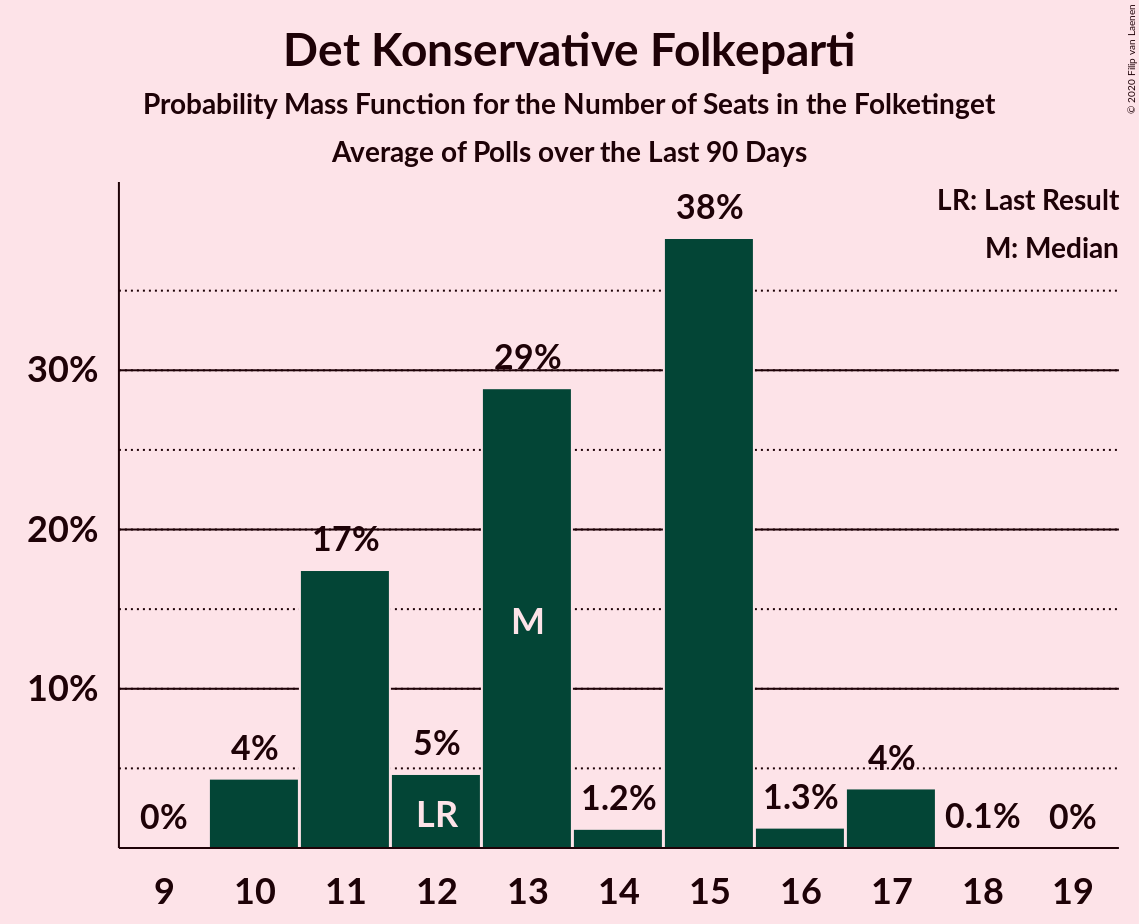 Det Konservative Folkeparti
Probability Mass Function for the Number of Seats in the Folketinget
Average of Polls over the Last 90 Days
© 2020 Filip van Laenen
LR: Last Result
M: Median
38%
30%
29%
20%
17%
M
10%
4%
5%
4%
0%
LR
1.2%
1.3%
0.1%
0%
9 10 11 12 13 14 15 16 17 18 19